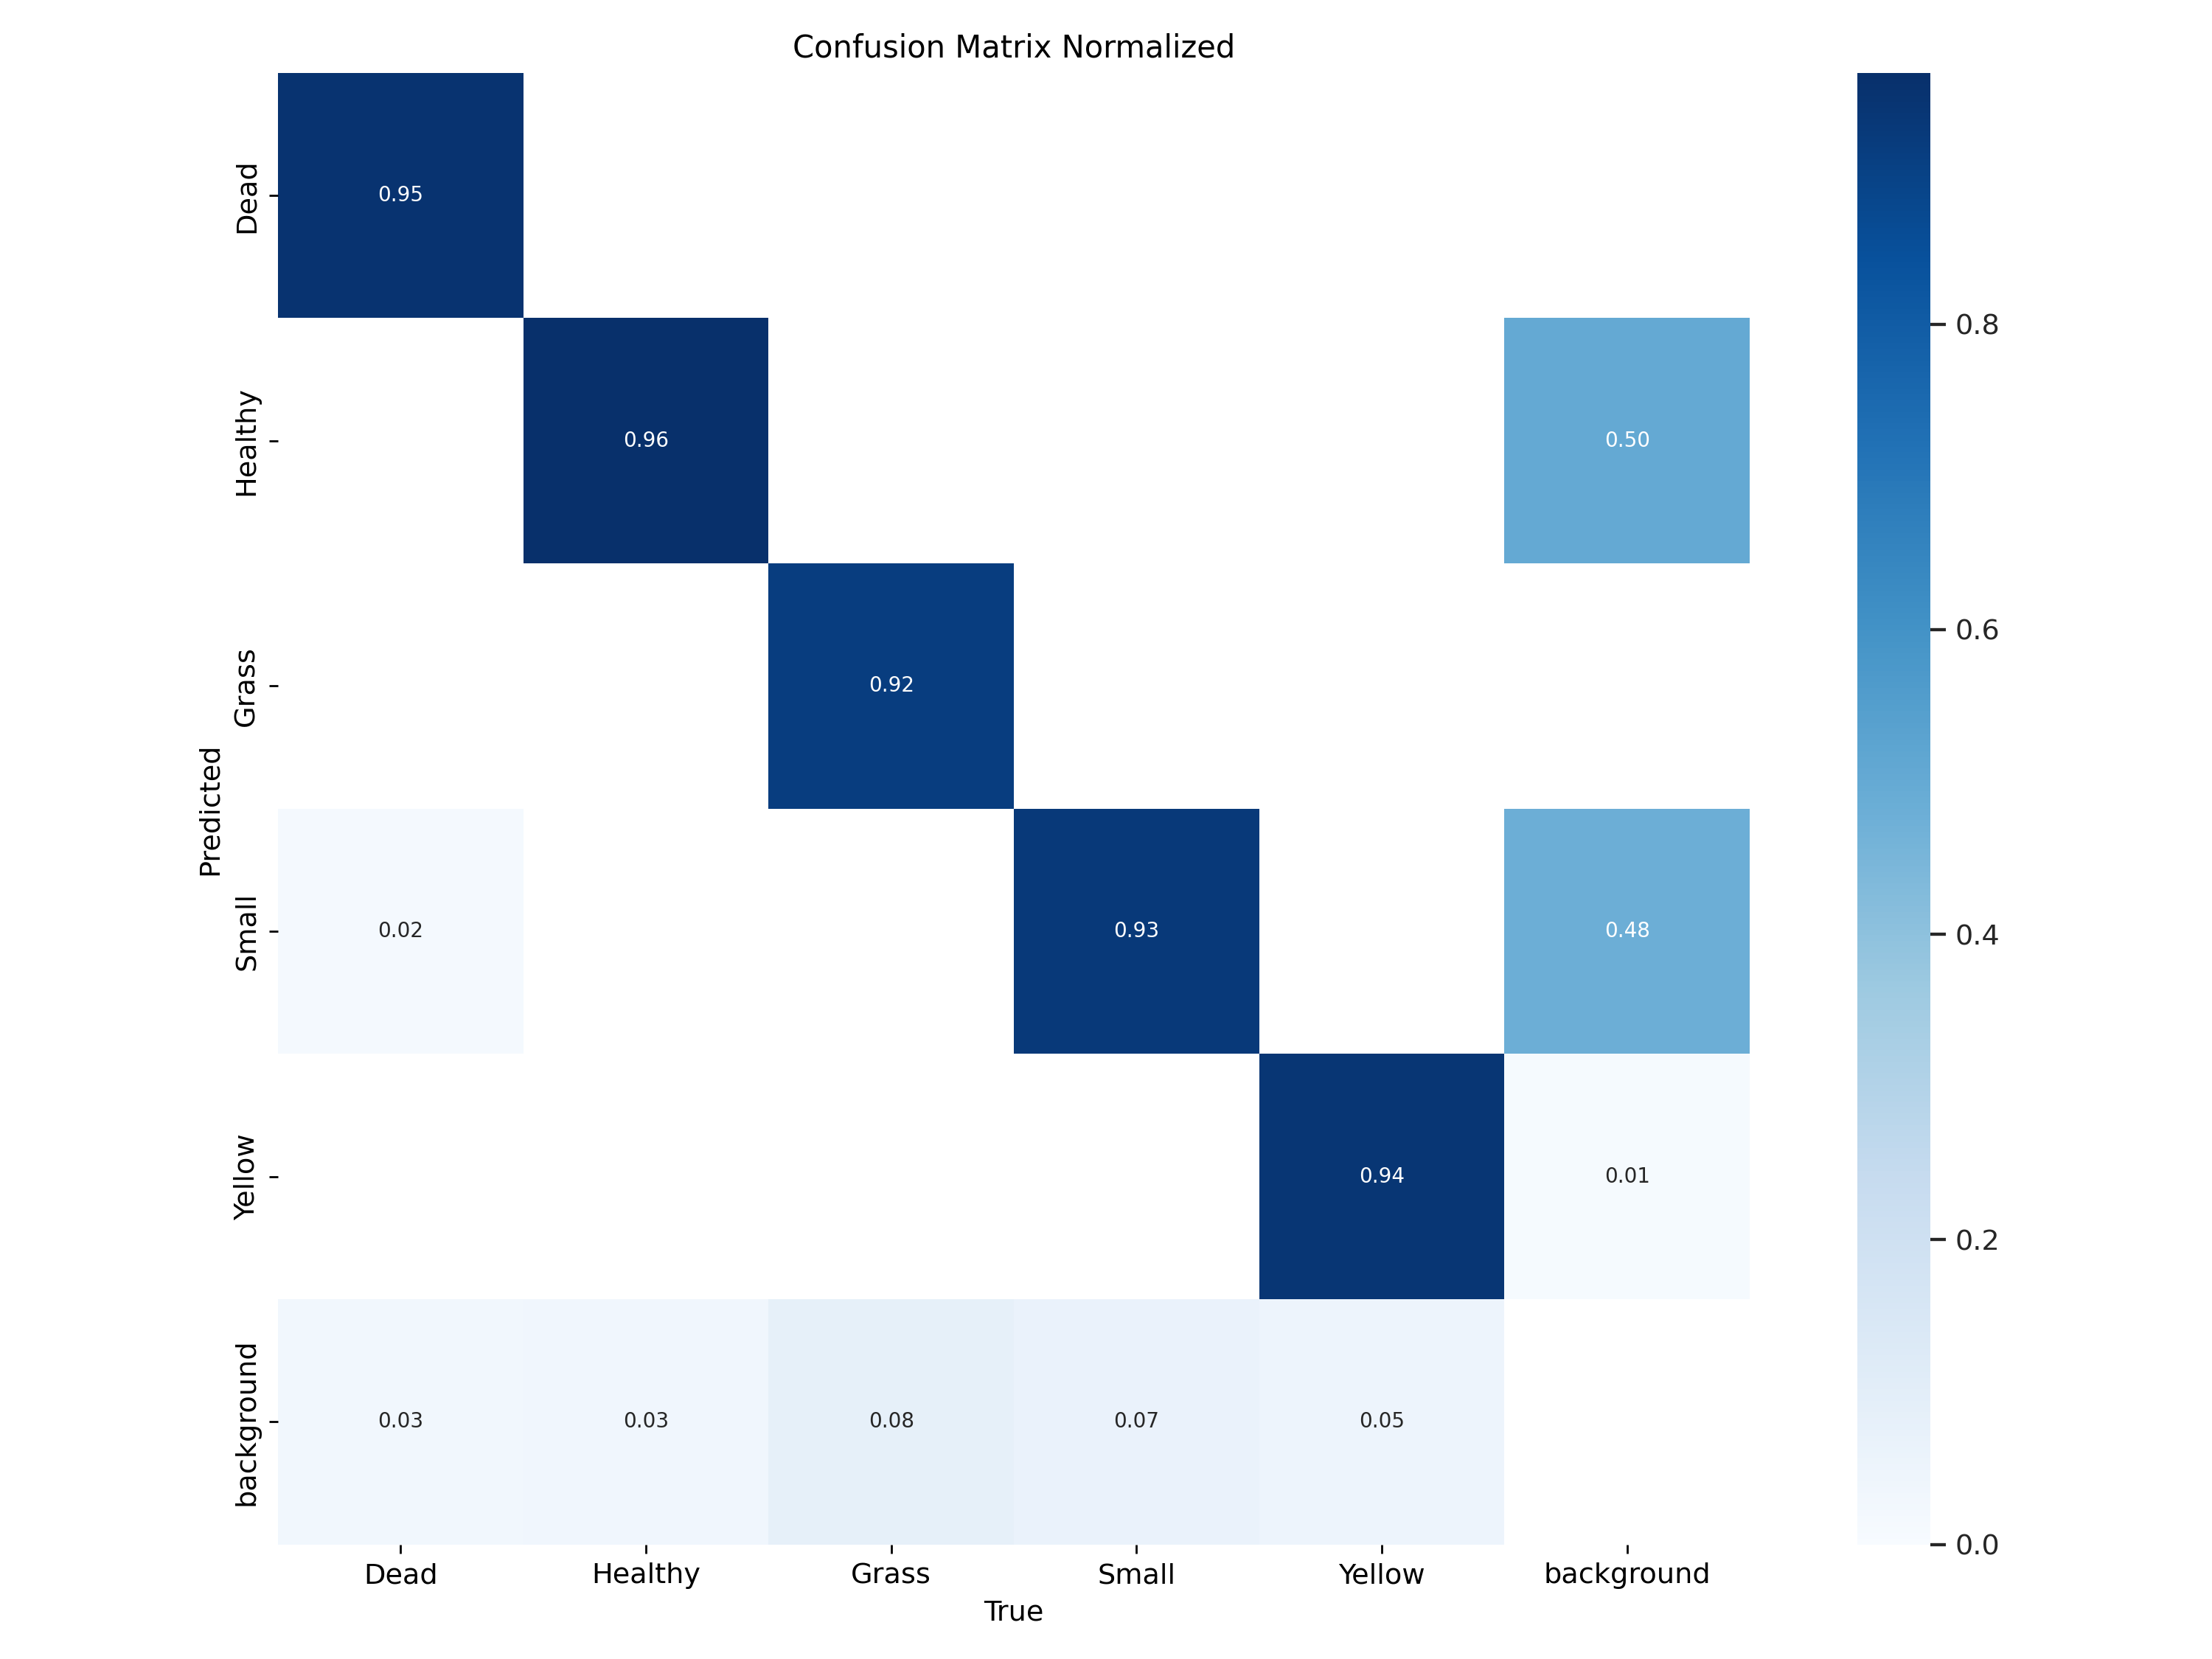 Confusion Matrix Normalized
Dead
0.95
Healthy
0.96
0.50
0.8
Grass
0.92
0.6
Predicted
Small
0.02
0.93
0.48
0.4
Yellow
0.94
0.01
0.2
background
0.03
0.03
0.08
0.07
0.05
0.0
Dead
Healthy
Grass
Small
Yellow
background
True